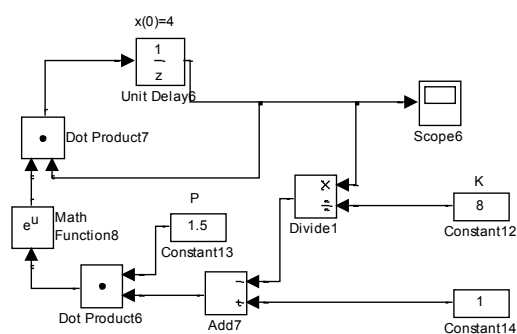 x(0)=4
1
z
Unit Delay6
Dot Product7
Scope6
P
K
e^u
Math
Function8
1.5
Constant13
×
÷
Divide1
8
Constant12
Dot Product6
−
+
Add7
1
Constant14